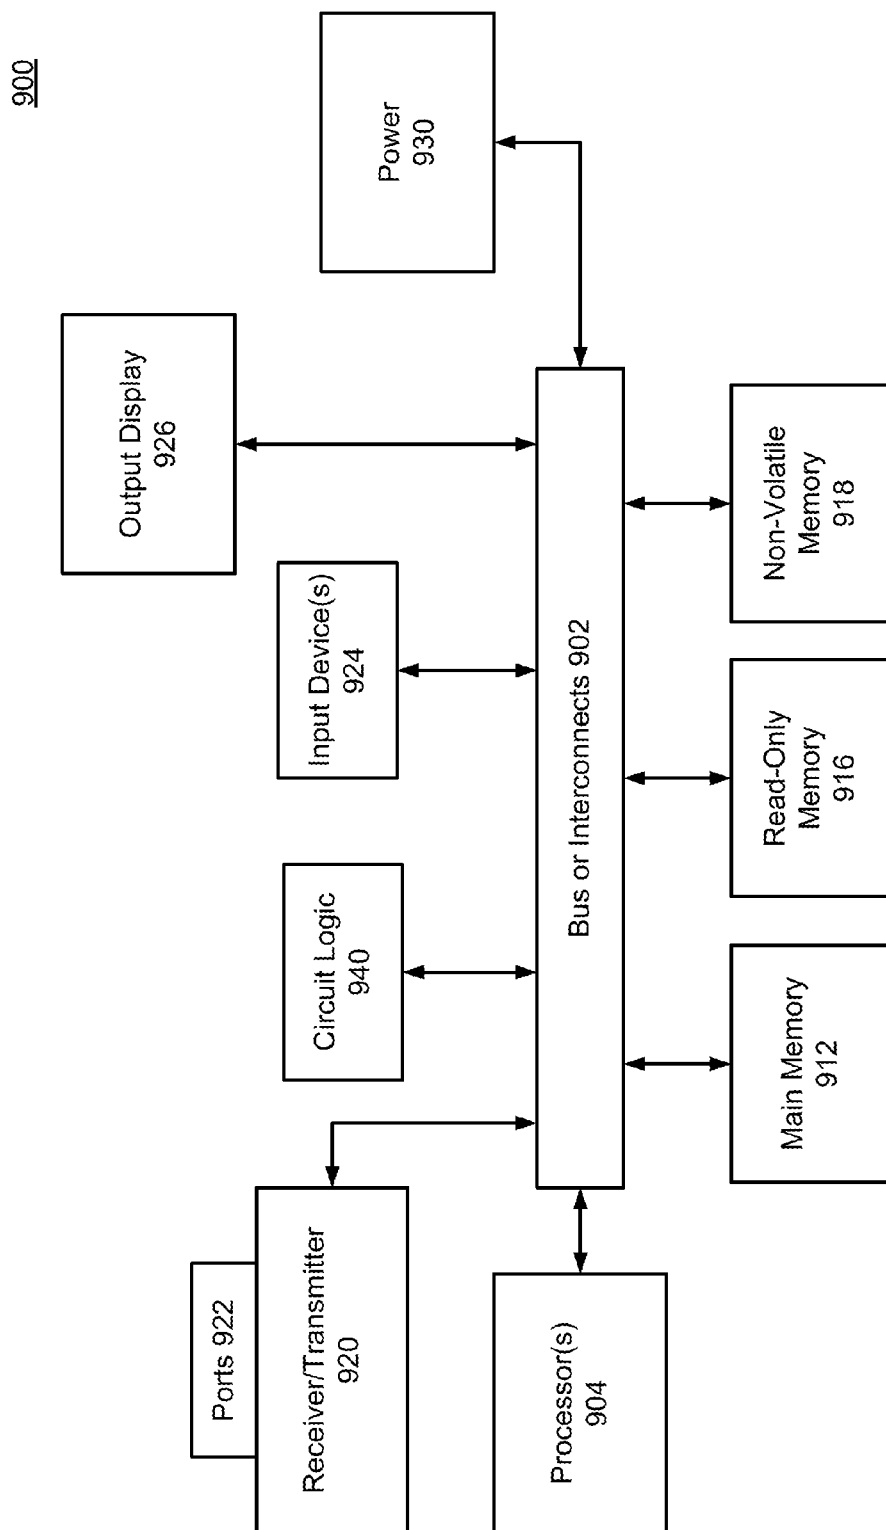 900
Ports 922
Receiver/Transmitter
920
Circuit Logic
940
Input Device(s)
924
Output Display
926
Power
930
Processor(s)
904
Bus or Interconnects 902
Main Memory
912
Read-Only
Memory
916
Non-Volatile
Memory
918